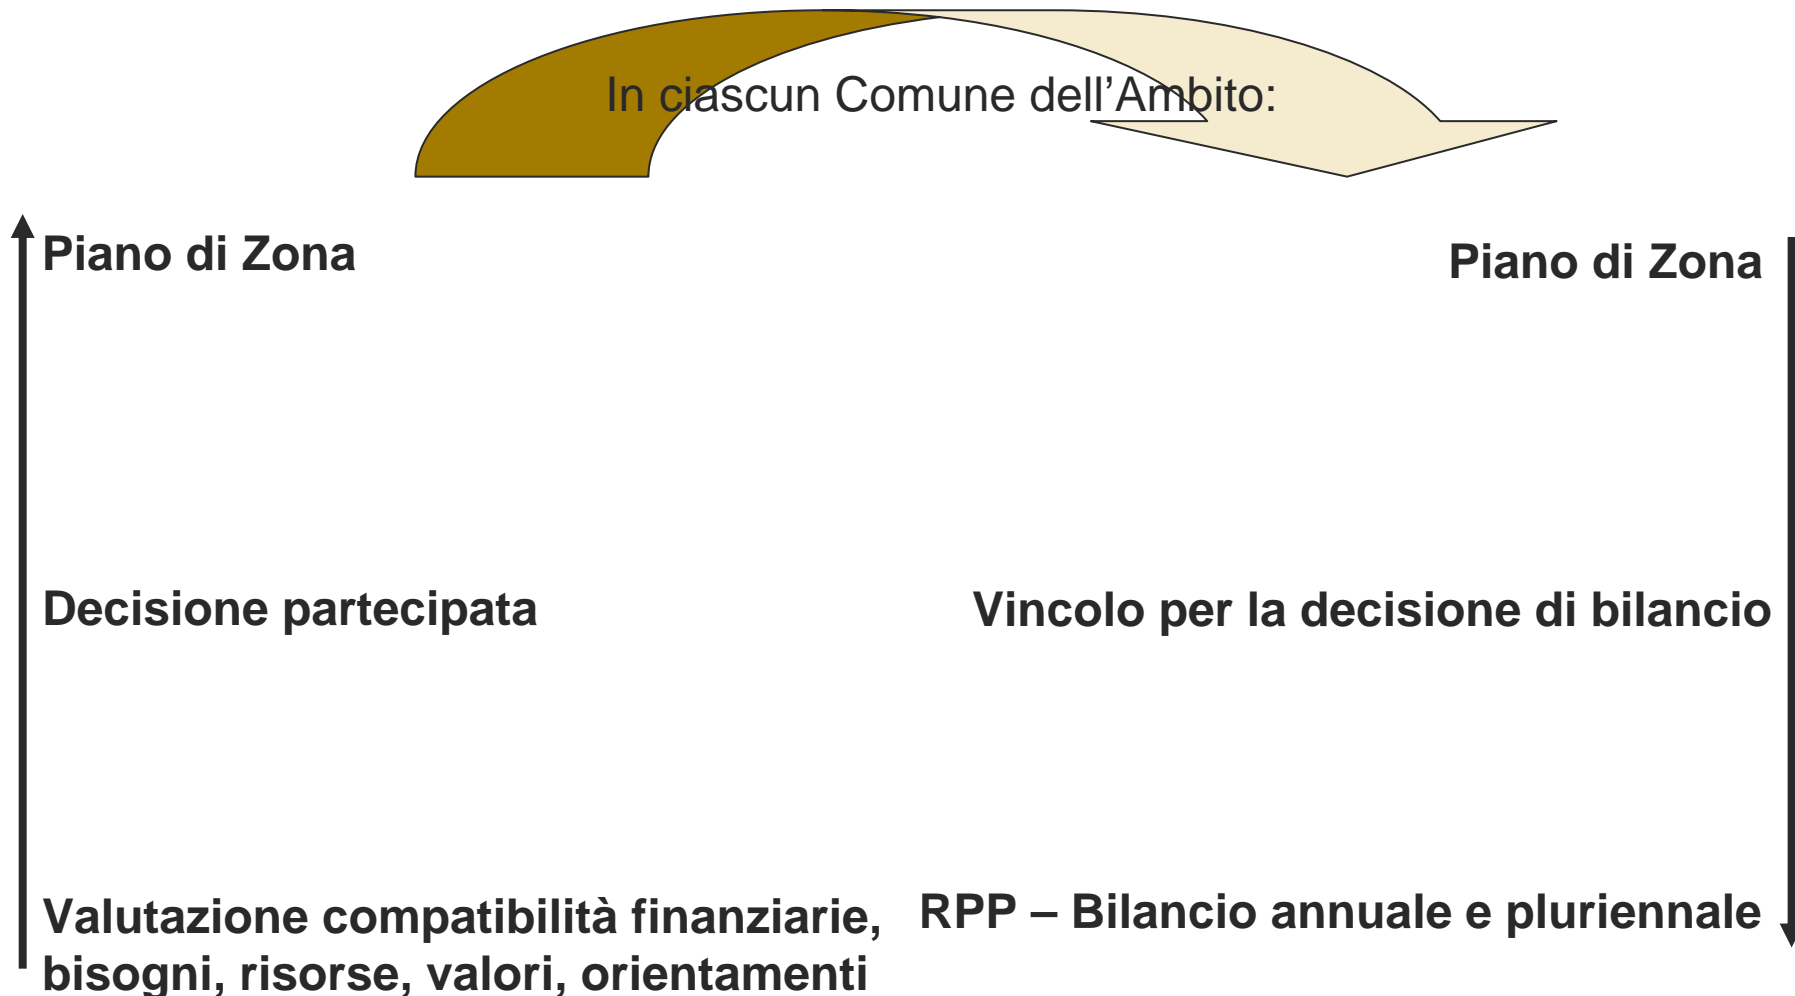 In ciascun Comune dell’Ambito:
Piano di Zona
Piano di Zona
Decisione partecipata
Vincolo per la decisione di bilancio
Valutazione compatibilità finanziarie,
bisogni, risorse, valori, orientamenti
RPP – Bilancio annuale e pluriennale